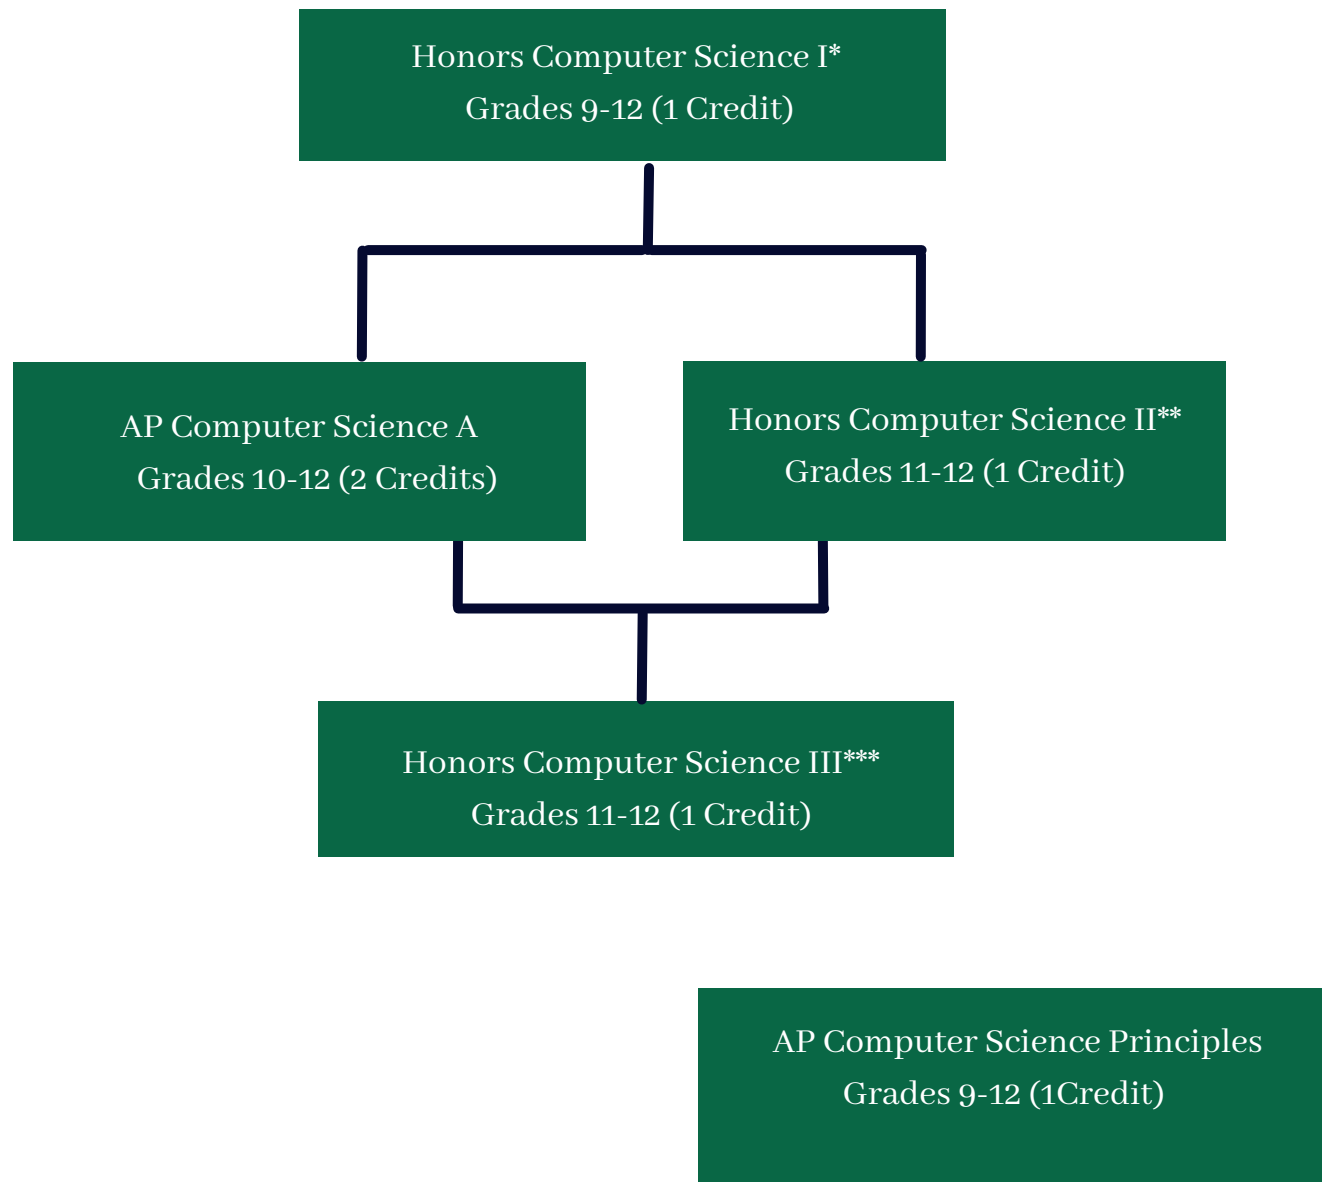 Honors Computer Science I*
Grades 9-12 (1 Credit)
AP Computer Science A
Grades 10-12 (2 Credits)
Honors Computer Science II**
Grades 11-12 (1 Credit)
Honors Computer Science III***
Grades 11-12 (1 Credit)
AP Computer Science Principles
Grades 9-12 (1Credit)